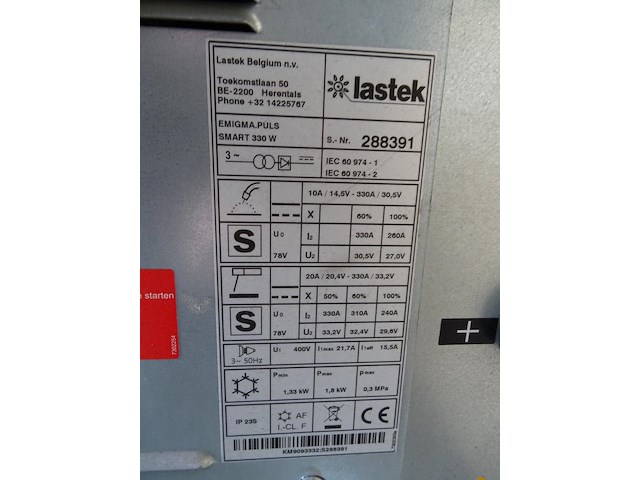 Lastek Belgium n.v.
Toekomstlaan 50
BE-2200 Herentals
Phone +32 14225767
lastek
EMIGMA.PULS
SMART 330 W
S.- Nr. 288391
3 ~
IEC 60 974 - 1
IEC 60 974 - 2
10A / 14,5V - 330A / 30,5V
X 60% 100%
S U0 78V
I2 330A 260A
U2 30,5V 27,0V
20A / 20,4V - 330A / 33,2V
X 50% 60% 100%
S U0 78V
I2 330A 310A 240A
U2 33,2V 32,4V 29,6V
3~ 50Hz
U1 400V I1max 21,7A I1eff 15,5A
Pmin 1,33 kW
Pmax 1,8 kW
pmax 0,3 MPa
IP 23S
AF
I.-CL. F
CE
KM9093332:S288391
e starten
7302254
+